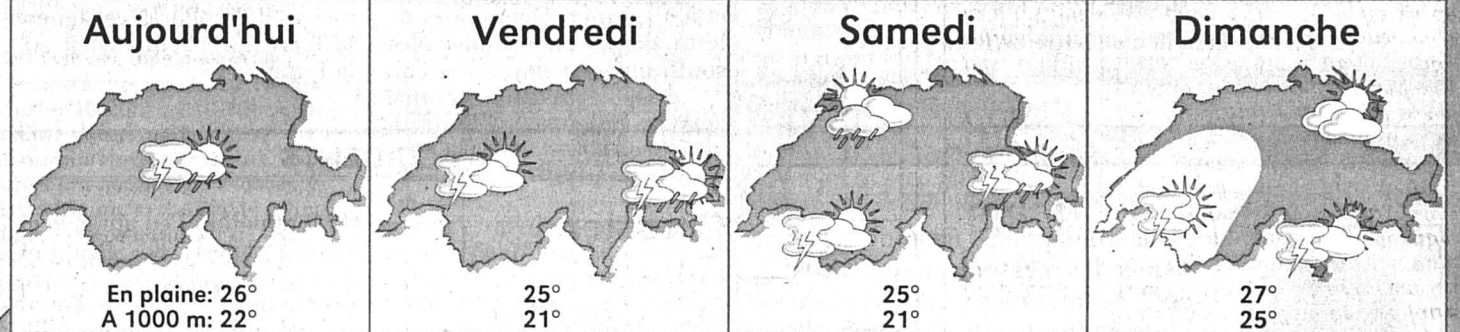 Aujourd'hui
En plaine: 26°
A 1000 m: 22°
Vendredi
25°
21°
Samedi
25°
21°
Dimanche
27°
25°